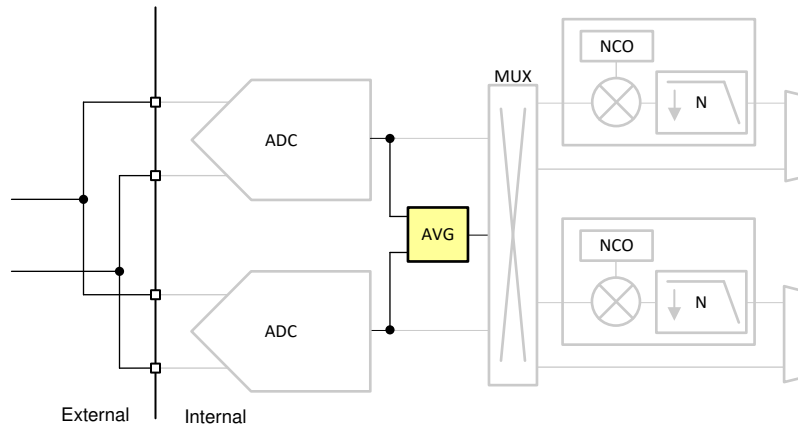 NCO
N
MUX
ADC
AVG
NCO
N
ADC
External
Internal